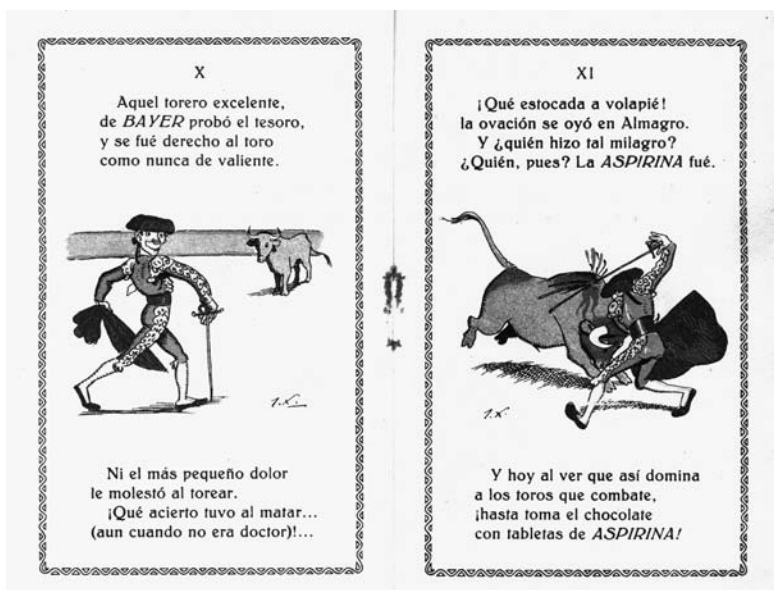 X
Aquel torero excelente,
de BAYER probó el tesoro,
y se fué derecho al toro
como nunca de valiente.
Ni el más pequeño dolor
le molestó al torear.
¡Qué acierto tuvo al matar...
(aun cuando no era doctor)!...
XI
¡Qué estocada a volapié!
la ovación se oyó en Almagro.
Y ¿quién hizo tal milagro?
¿Quién, pues? La ASPIRINA fué.
Y hoy al ver que así domina
a los toros que combate,
¡hasta toma el chocolate
con tabletas de ASPIRINA!